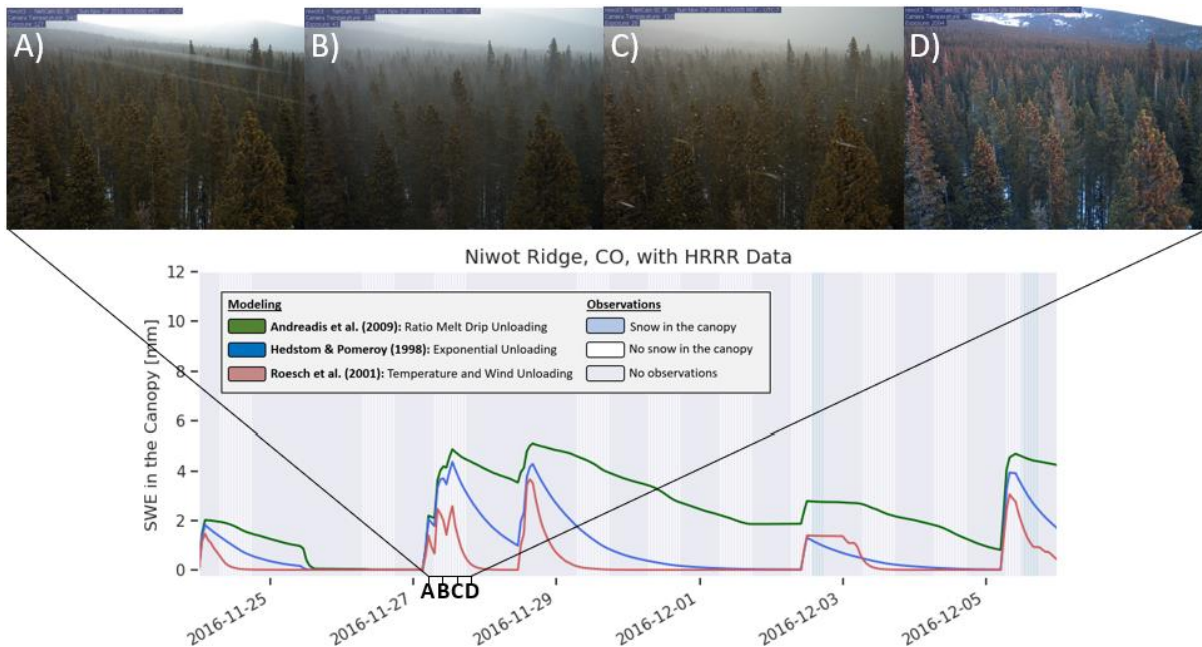 A)
B)
C)
D)
Niwot Ridge, CO, with HRRR Data
SWE in the Canopy [mm]
12
10
8
6
4
2
0
Modeling
Andreadis et al. (2009): Ratio Melt Drip Unloading
Hedstom & Pomeroy (1998): Exponential Unloading
Roesch et al. (2001): Temperature and Wind Unloading
Observations
Snow in the canopy
No snow in the canopy
No observations
ABCD
2016-11-25
2016-11-27
2016-11-29
2016-12-01
2016-12-03
2016-12-05